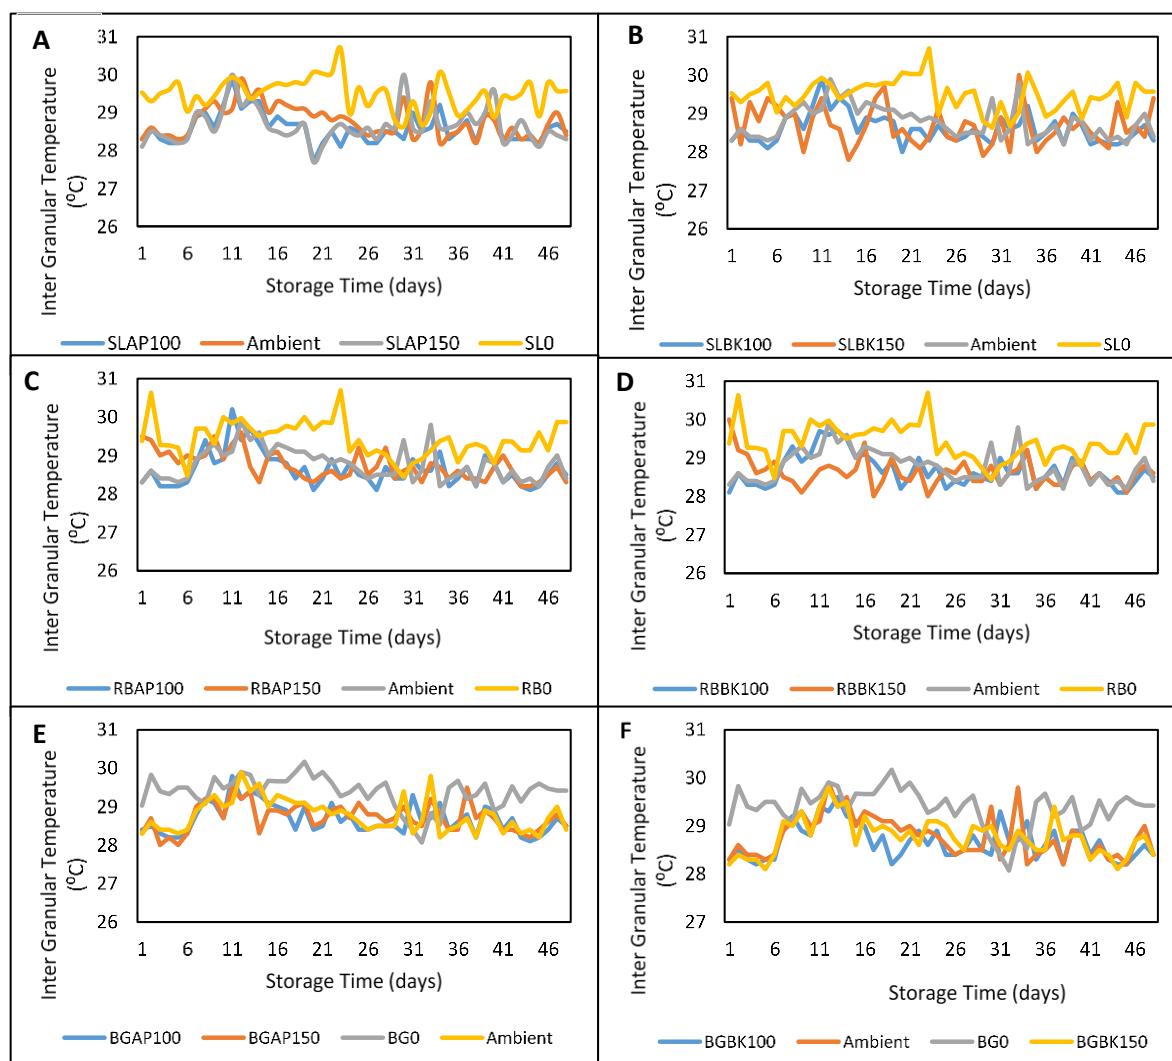 A
Inter Granular Temperature
(⁰C)
31
30
29
28
27
26
1 6 11 16 21 26 31 36 41 46
Storage Time (days)
SLAP100 Ambient SLAP150 SL0
B
Inter Granular Temperature
(⁰C)
31
30
29
28
27
26
1 6 11 16 21 26 31 36 41 46
Storage Time (days)
SLBK100 SLBK150 Ambient SL0
C
Inter Granular Temperature
(⁰C)
31
30
29
28
27
26
1 6 11 16 21 26 31 36 41 46
Storage Time (days)
RBAP100 RBAP150 Ambient RB0
D
Inter Granular Temperature
(⁰C)
31
30
29
28
27
26
1 6 11 16 21 26 31 36 41 46
Storage Time (days)
RBBK100 RBBK150 Ambient RB0
E
Inter Granular Temperature
(⁰C)
31
30
29
28
27
26
1 6 11 16 21 26 31 36 41 46
Storage Time (days)
BGAP100 BGAP150 BG0 Ambient
F
Inter Granular Temperature
(⁰C)
31
30
29
28
27
1 6 11 16 21 26 31 36 41 46
Storage Time (days)
BGBK100 Ambient BG0 BGBK150